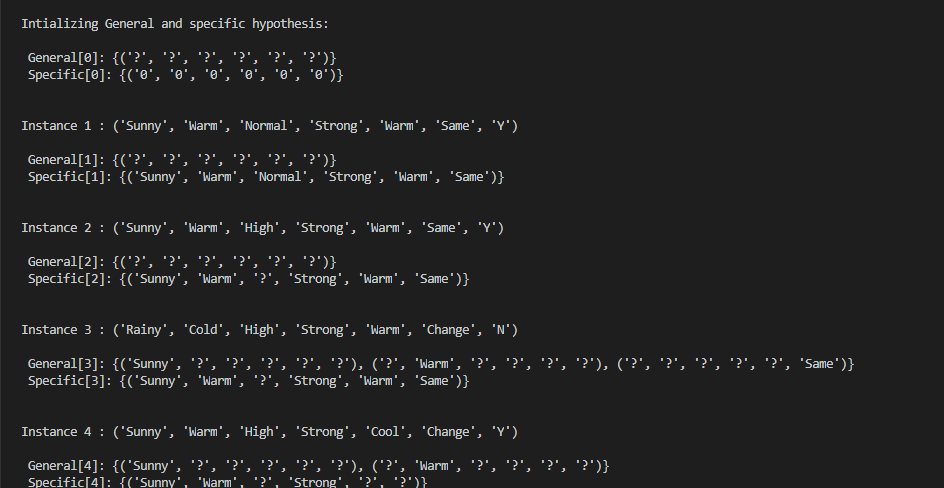 Intializing General and specific hypothesis:
General[0]: {('?', '?', '?', '?', '?', '?')}
Specific[0]: {('0', '0', '0', '0', '0', '0')}
Instance 1 : ('Sunny', 'Warm', 'Normal', 'Strong', 'Warm', 'Same', 'Y')
General[1]: {('?', '?', '?', '?', '?', '?')}
Specific[1]: {('Sunny', 'Warm', 'Normal', 'Strong', 'Warm', 'Same')}
Instance 2 : ('Sunny', 'Warm', 'High', 'Strong', 'Warm', 'Same', 'Y')
General[2]: {('?', '?', '?', '?', '?', '?')}
Specific[2]: {('Sunny', 'Warm', '?', 'Strong', 'Warm', 'Same')}
Instance 3 : ('Rainy', 'Cold', 'High', 'Strong', 'Warm', 'Change', 'N')
General[3]: {('Sunny', '?', '?', '?', '?', '?'), ('?', 'Warm', '?', '?', '?', '?'), ('?', '?', '?', '?', '?', 'Same')}
Specific[3]: {('Sunny', 'Warm', '?', 'Strong', 'Warm', 'Same')}
Instance 4 : ('Sunny', 'Warm', 'High', 'Strong', 'Cool', 'Change', 'Y')
General[4]: {('Sunny', '?', '?', '?', '?', '?'), ('?', 'Warm', '?', '?', '?', '?')}
Specific[4]: {('Sunny', 'Warm', '?', 'Strong', '?', '?')}